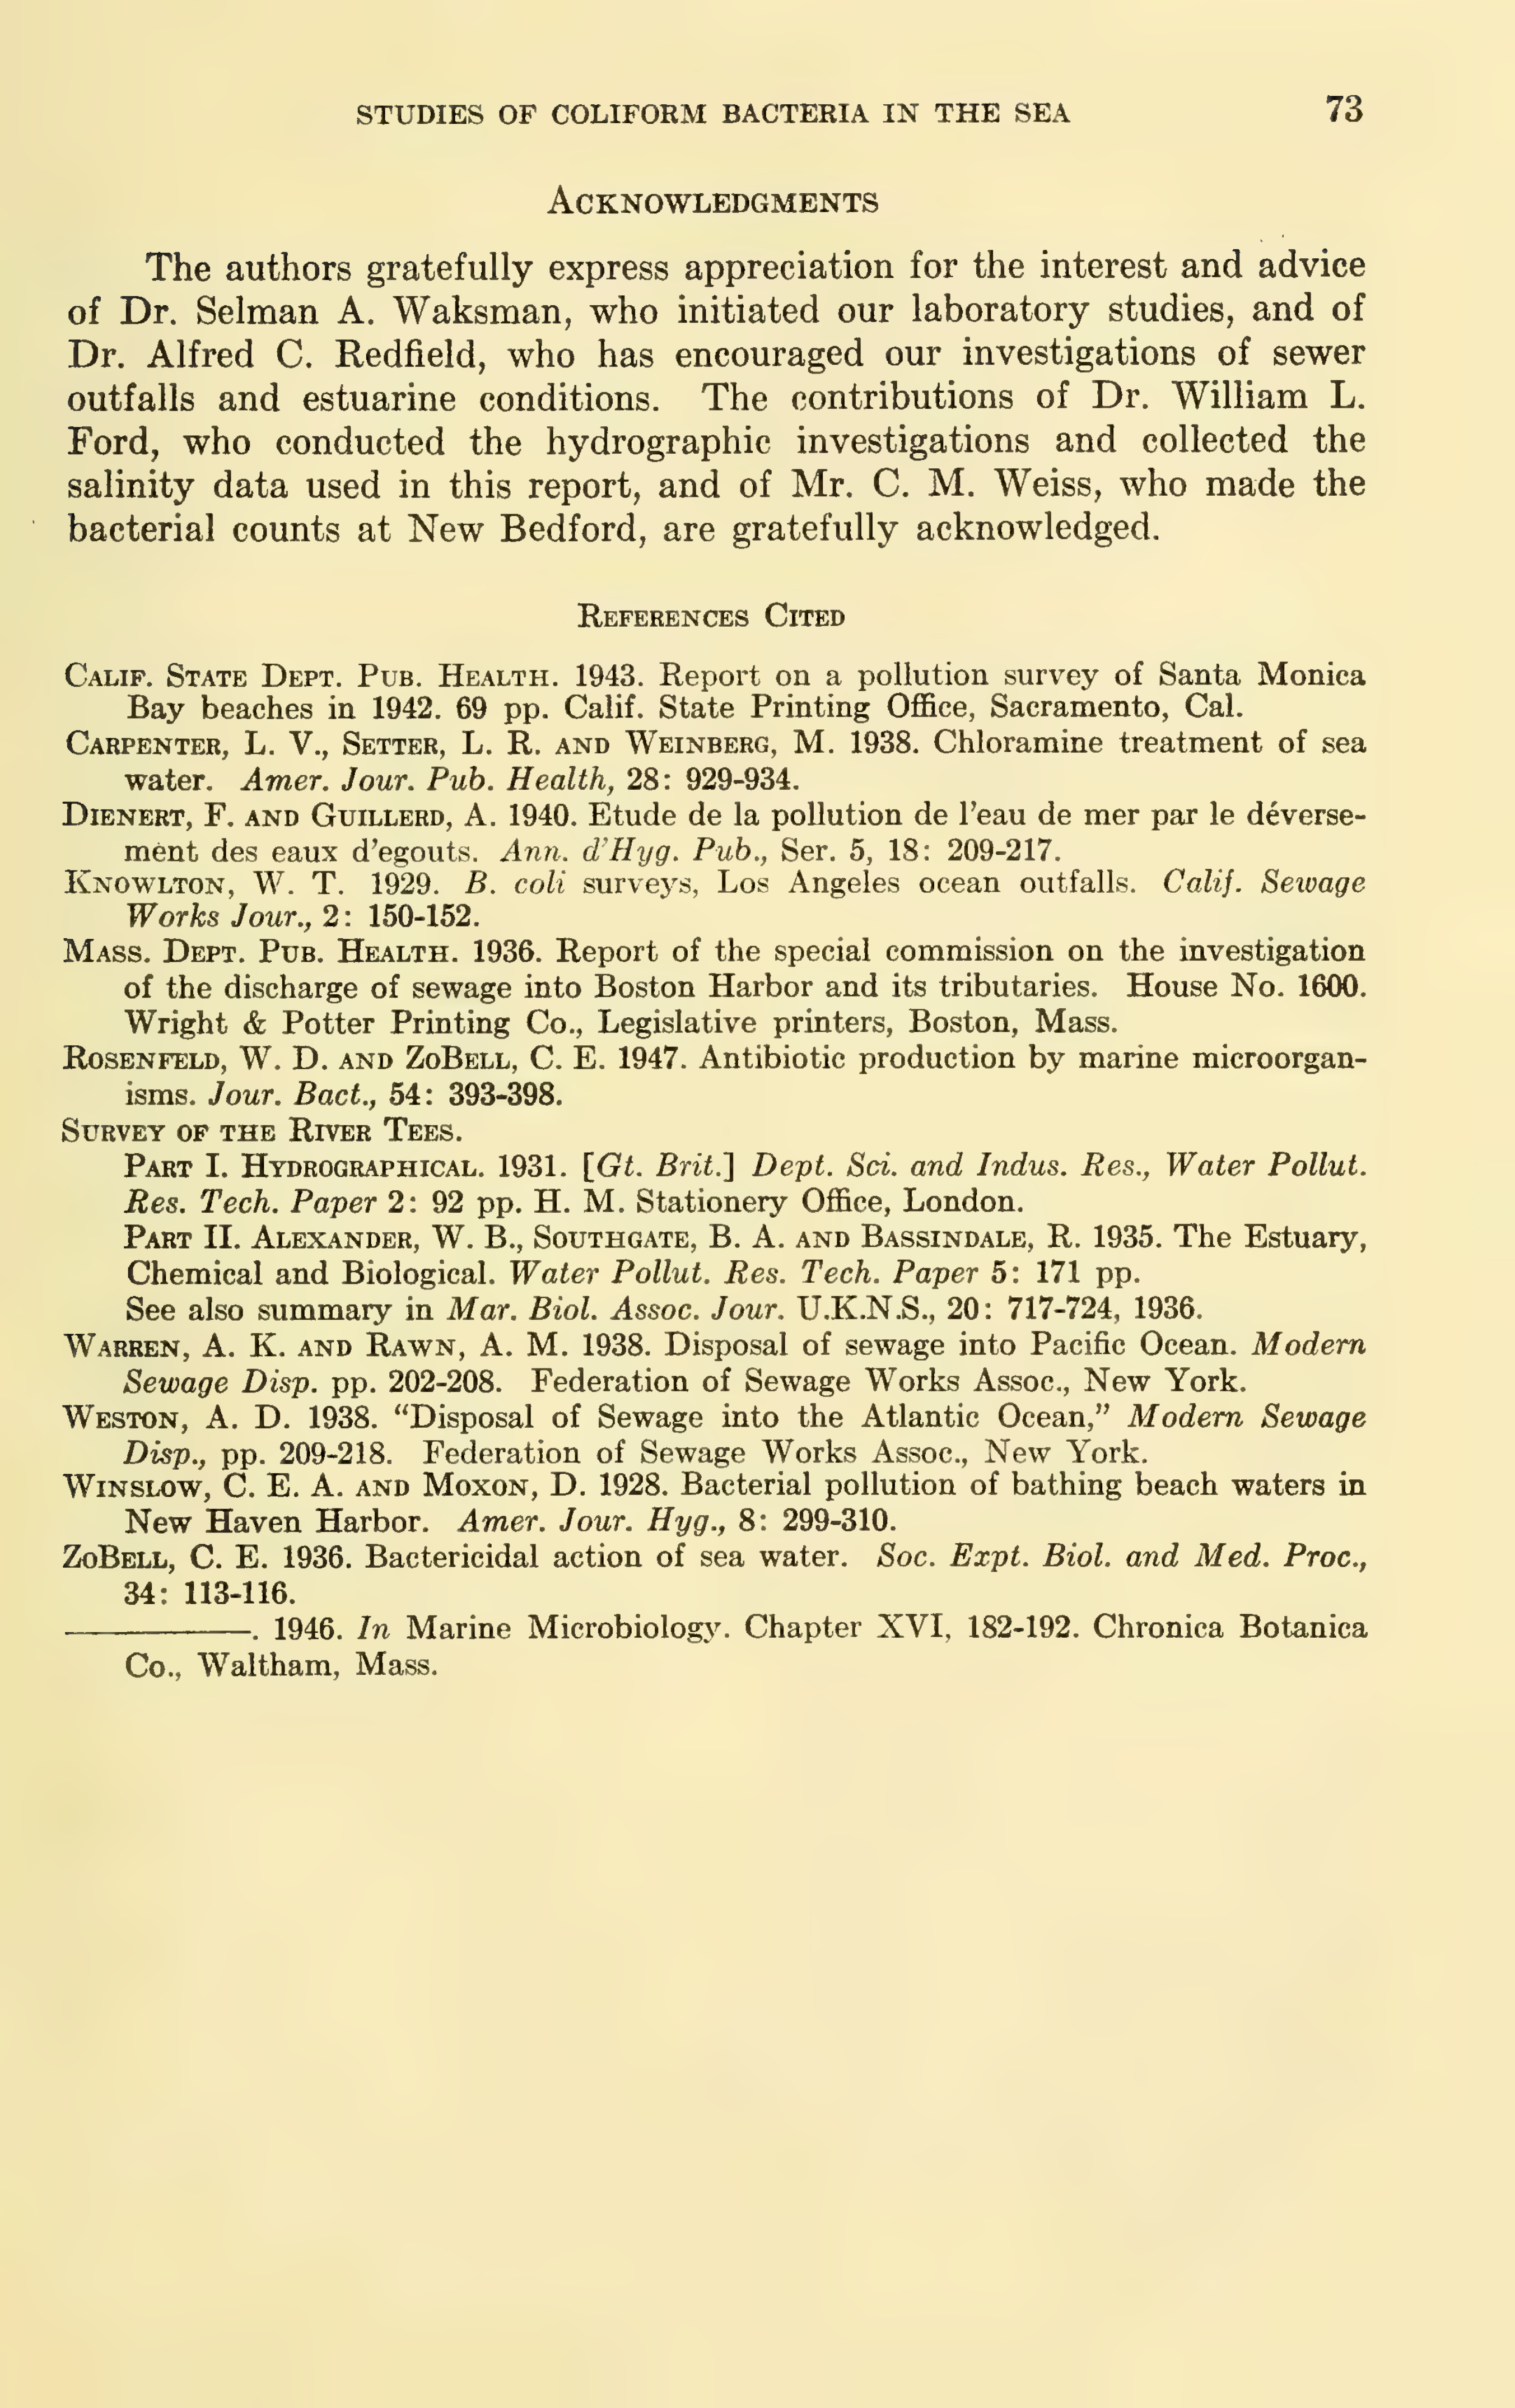 STUDIES OF COLIFORM BACTERIA IN THE SEA 73
ACKNOWLEDGMENTS
The authors gratefully express appreciation for the interest and advice
of Dr. Selman A. Waksman, who initiated our laboratory studies, and of
Dr. Alfred C. Redfield, who has encouraged our investigations of sewer
outfalls and estuarine conditions. The contributions of Dr. William L.
Ford, who conducted the hydrographic investigations and collected the
salinity data used in this report, and of Mr. C. M. Weiss, who made the
bacterial counts at New Bedford, are gratefully acknowledged.
REFERENCES CITED
CALIF. STATE DEPT. PUB. HEALTH. 1943. Report on a pollution survey of Santa Monica
Bay beaches in 1942. 69 pp. Calif. State Printing Office, Sacramento, Cal.
CARPENTER, L. V., SETTER, L. R. AND WEINBERG, M. 1938. Chloramine treatment of sea
water. Amer. Jour. Pub. Health, 28: 929-934.
DIENERT, F. AND GUILLERD, A. 1940. Etude de la pollution de l'eau de mer par le déverse-
ment des eaux d'egouts. Ann. d'Hyg. Pub., Ser. 5, 18: 209-217.
KNOWLTON, W. T. 1929. B. coli surveys, Los Angeles ocean outfalls. Calif. Sewage
Works Jour., 2: 150-152.
MASS. DEPT. PUB. HEALTH. 1936. Report of the special commission on the investigation
of the discharge of sewage into Boston Harbor and its tributaries. House No. 1600.
Wright & Potter Printing Co., Legislative printers, Boston, Mass.
ROSENFELD, W. D. AND ZOBELL, C. E. 1947. Antibiotic production by marine microorgan-
isms. Jour. Bact., 54: 393-398.
SURVEY OF THE RIVER TEES.
PART I. HYDROGRAPHICAL. 1931. [Gt. Brit.] Dept. Sci. and Indus. Res., Water Pollut.
Res. Tech. Paper 2: 92 pp. H. M. Stationery Office, London.
PART II. ALEXANDER, W. B., SOUTHGATE, B. A. AND BASSINDALE, R. 1935. The Estuary,
Chemical and Biological. Water Pollut. Res. Tech. Paper 5: 171 pp.
See also summary in Mar. Biol. Assoc. Jour. U.K.N.S., 20: 717-724, 1936.
WARREN, A. K. AND RAWN, A. M. 1938. Disposal of sewage into Pacific Ocean. Modern
Sewage Disp. pp. 202-208. Federation of Sewage Works Assoc., New York.
WESTON, A. D. 1938. "Disposal of Sewage into the Atlantic Ocean," Modern Sewage
Disp., pp. 209-218. Federation of Sewage Works Assoc., New York.
WINSLOW, C. E. A. AND MOXON, D. 1928. Bacterial pollution of bathing beach waters in
New Haven Harbor. Amer. Jour. Hyg., 8: 299-310.
ZOBELL, C. E. 1936. Bactericidal action of sea water. Soc. Expt. Biol. and Med. Proc.,
34: 113-116.
————. 1946. In Marine Microbiology. Chapter XVI, 182-192. Chronica Botanica
Co., Waltham, Mass.